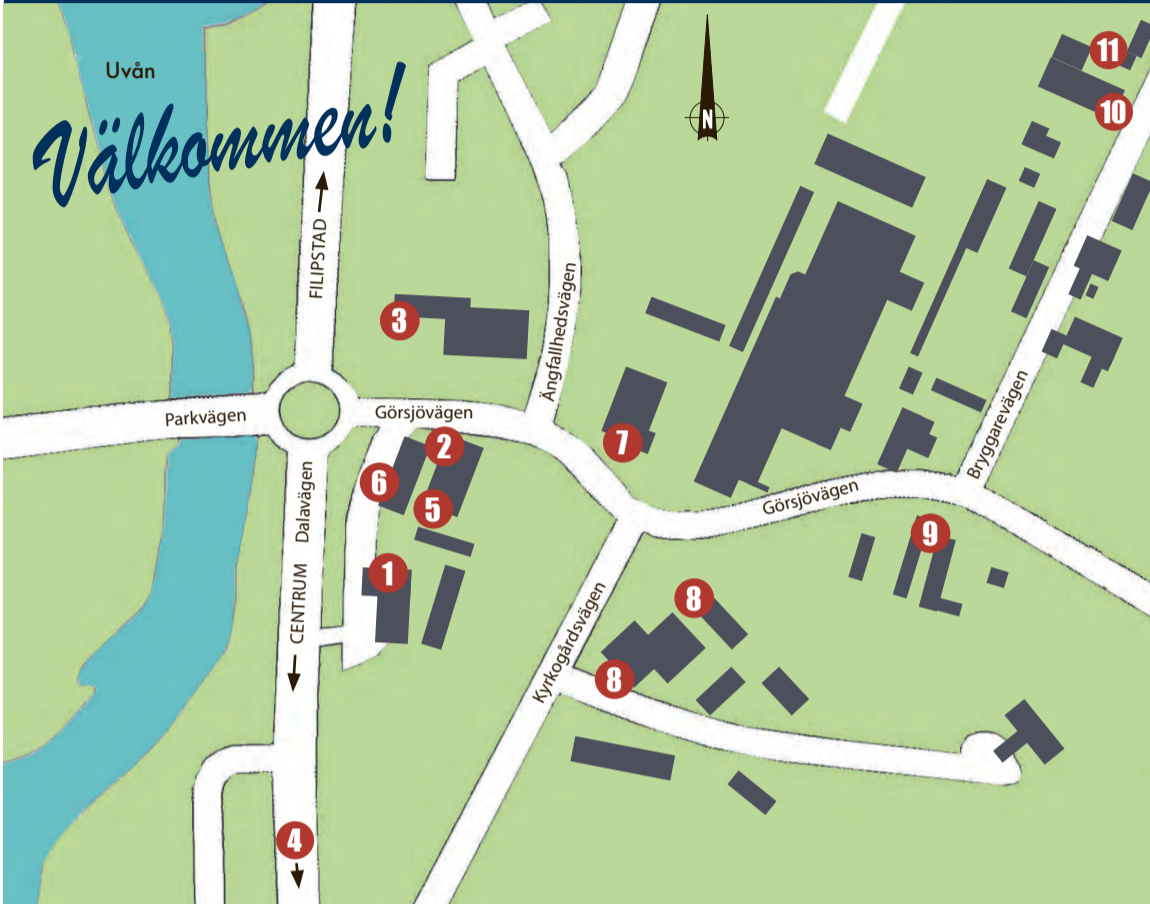 Uvån
Välkommen!
N
11
10
FILIPSTAD
3
Ängfallhedsvägen
Parkvägen
Görsjövägen
2
7
6
5
Bryggarevägen
Görsjövägen
Dalavägen
CENTRUM
9
1
8
Kyrkogårdsvägen
8
4